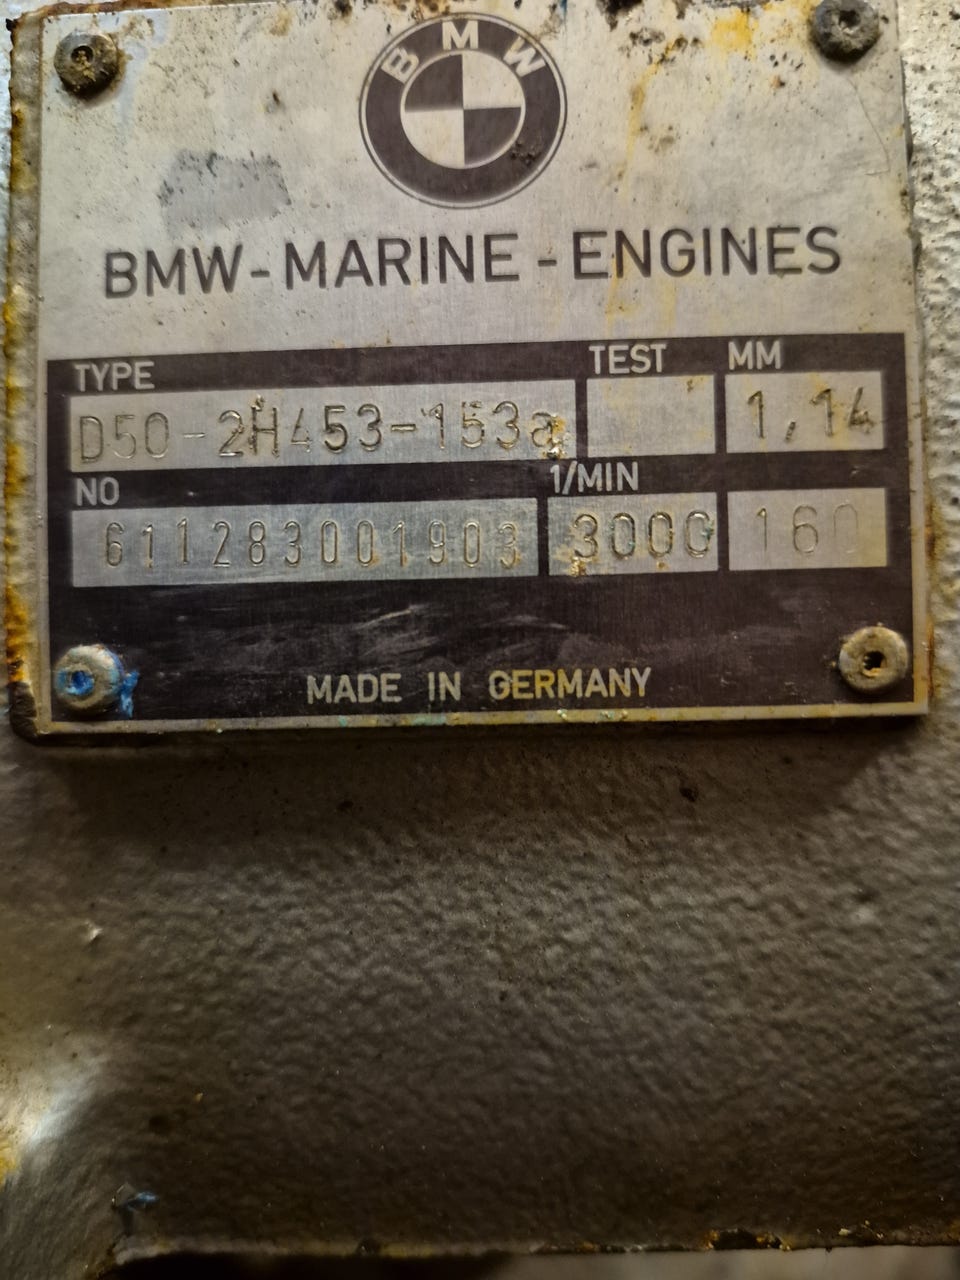 BMW
BMW-MARINE-ENGINES
TYPE TEST MM
D50-2H453-153a 1,14
NO 1/MIN
611283001903 3000 160
MADE IN GERMANY